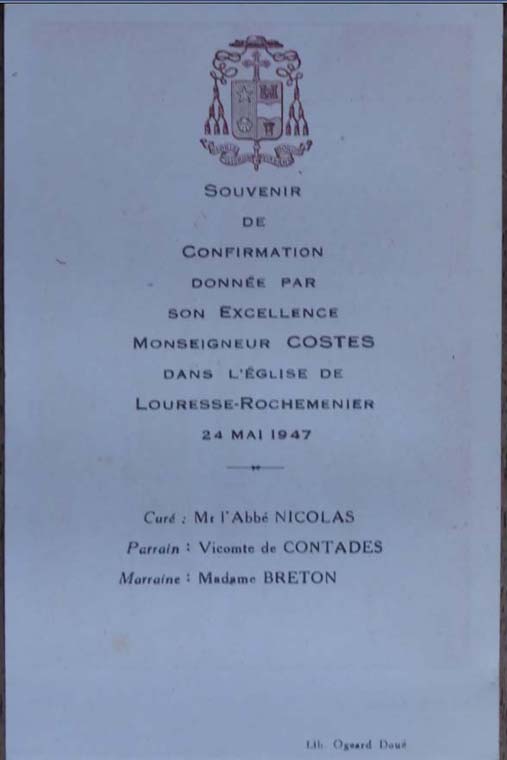 SOUVENIR
DE
CONFIRMATION
DONNÉE PAR
SON EXCELLENCE
MONSEIGNEUR COSTES
DANS L'ÉGLISE DE
LOURESSE-ROCHEMENIER
24 MAI 1947
Curé : Mr l'Abbé NICOLAS
Parrain : Vicomte de CONTADES
Marraine : Madame BRETON
Lib. Ogeard Doué